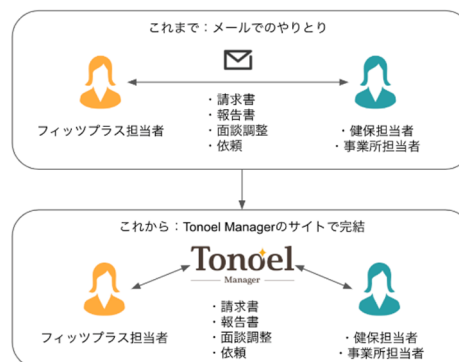 これまで：メールでのやりとり
・請求書
・報告書
・面談調整
・依頼
フィッツプラス担当者
・健保担当者
・事業所担当者
これから：Tonoel Managerのサイトで完結
Tonoel
Manager
・請求書
・報告書
・面談調整
・依頼
フィッツプラス担当者
・健保担当者
・事業所担当者